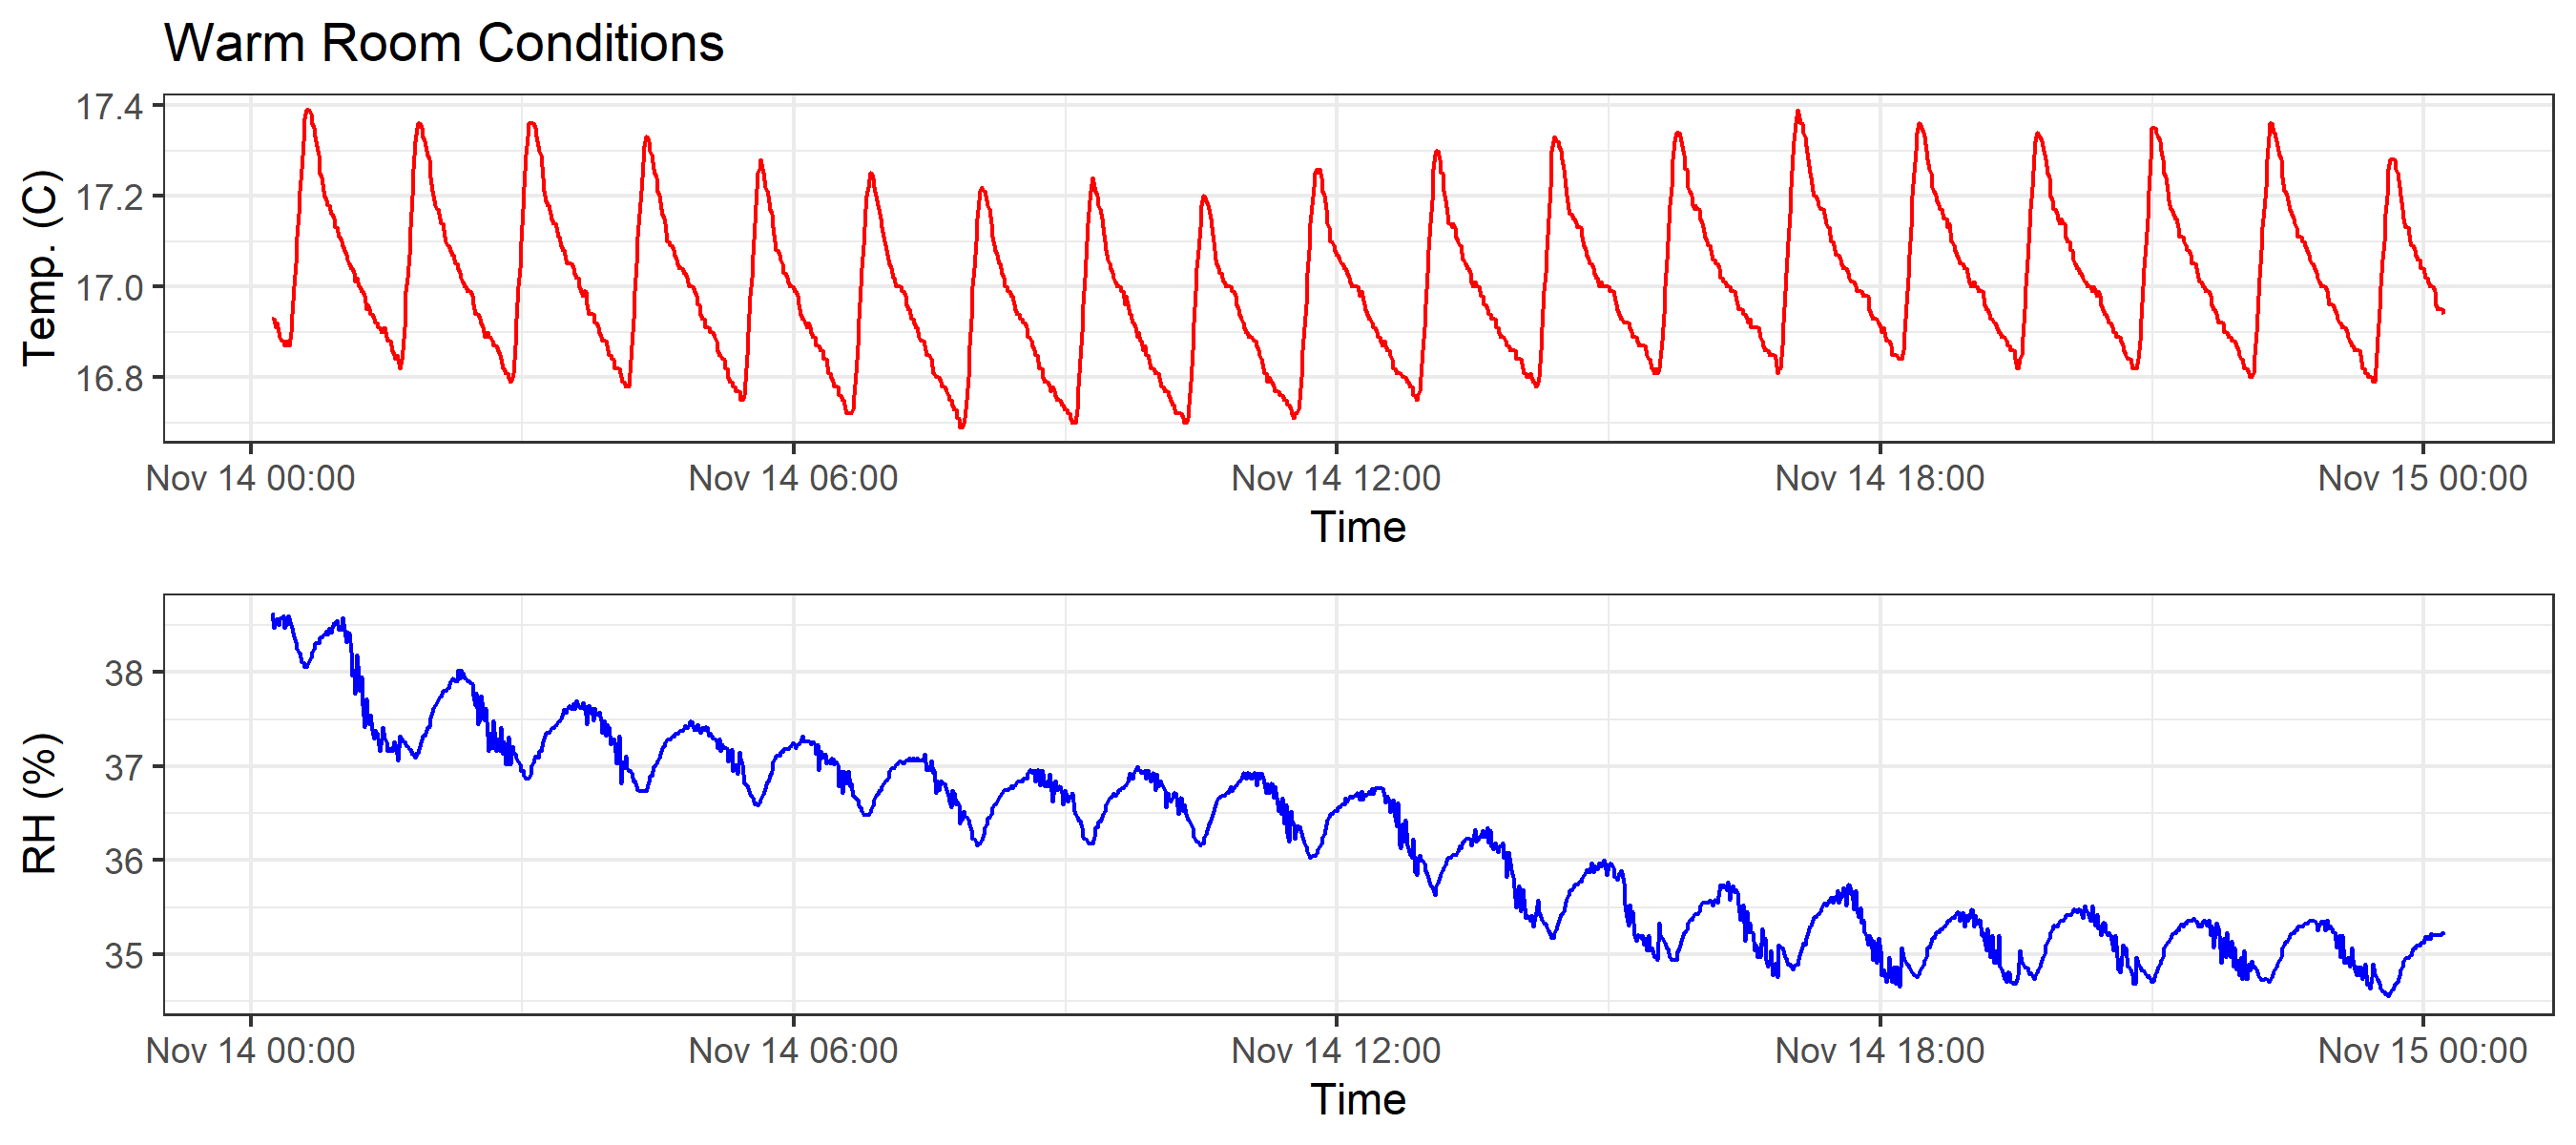 Warm Room Conditions
Temp. (C)
17.4
17.2
17.0
16.8
Nov 14 00:00 Nov 14 06:00 Nov 14 12:00 Nov 14 18:00 Nov 15 00:00
Time
RH (%)
38
37
36
35
Nov 14 00:00 Nov 14 06:00 Nov 14 12:00 Nov 14 18:00 Nov 15 00:00
Time